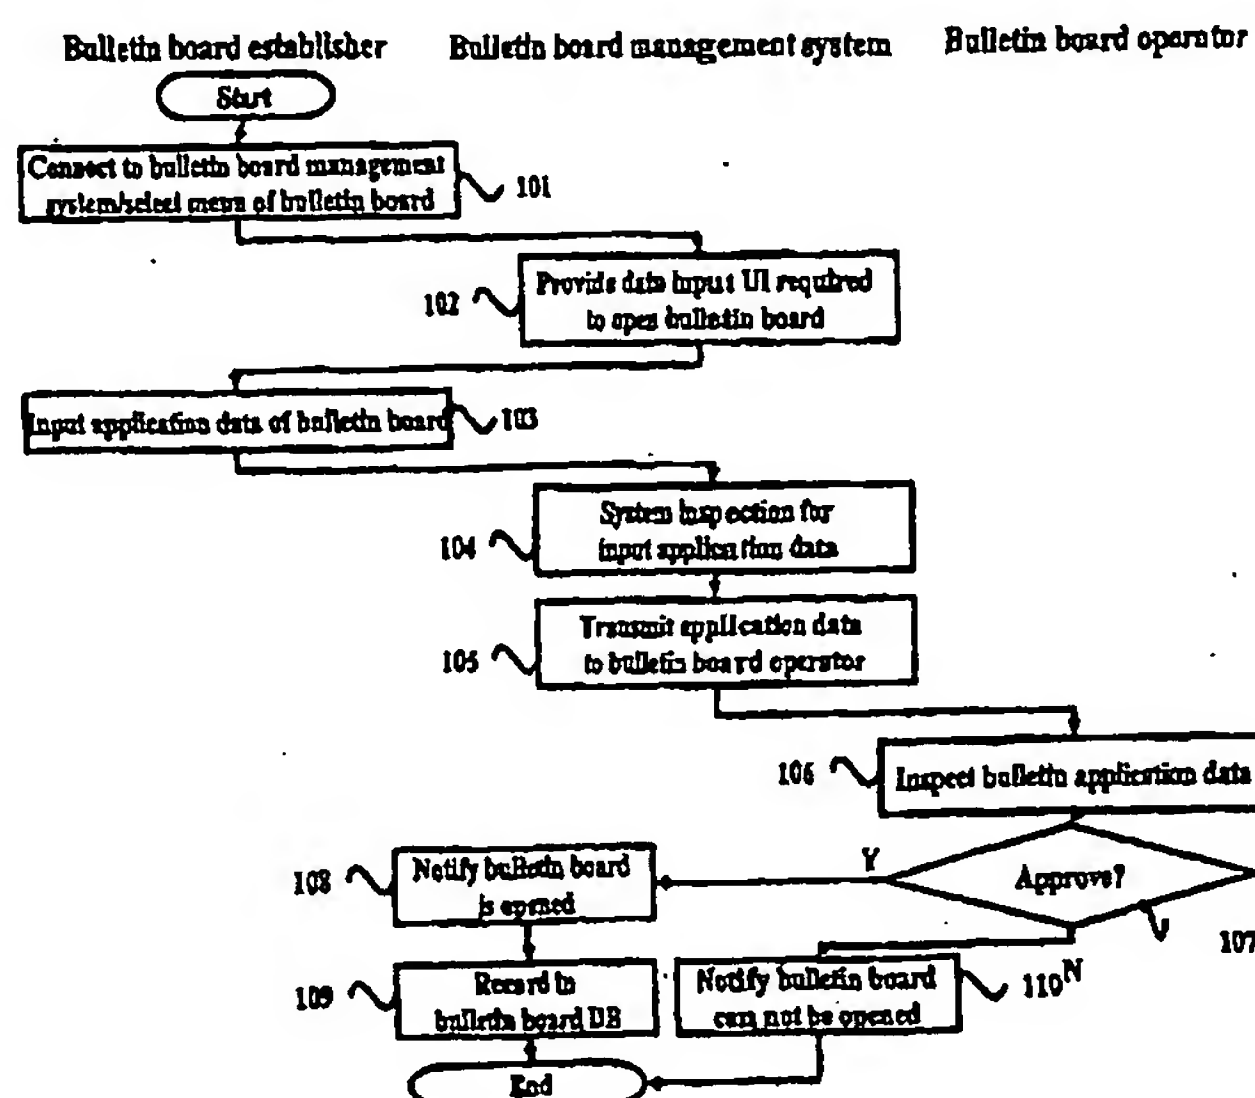 Bulletin board establisher
Bulletin board management system
Bulletin board operator
Start
Connect to bulletin board management
system/select menu of bulletin board
101
102
Provide data input UI required
to open bulletin board
Input application data of bulletin board
103
104
System inspection for
input application data
105
Transmit application data
to bulletin board operator
106
Inspect bulletin application data
108
Notify bulletin board
is opened
Y
Approve?
107
109
Record to
bulletin board DB
Notify bulletin board
can not be opened
110
N
End